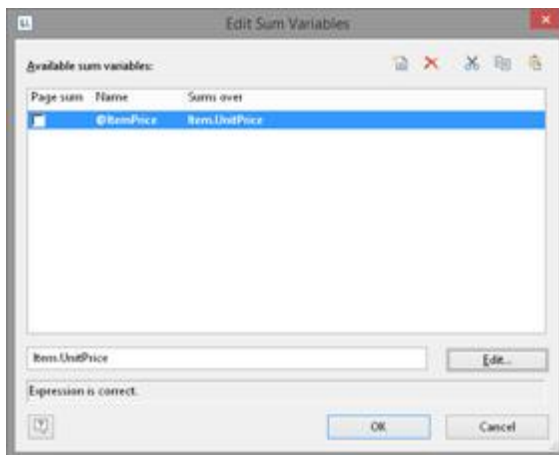 LL
Edit Sum Variables
Available sum variables:
Page sum Name Sums over
@ItemPrice Item.UnitPrice
Item.UnitPrice
Edit...
Expression is correct.
OK Cancel